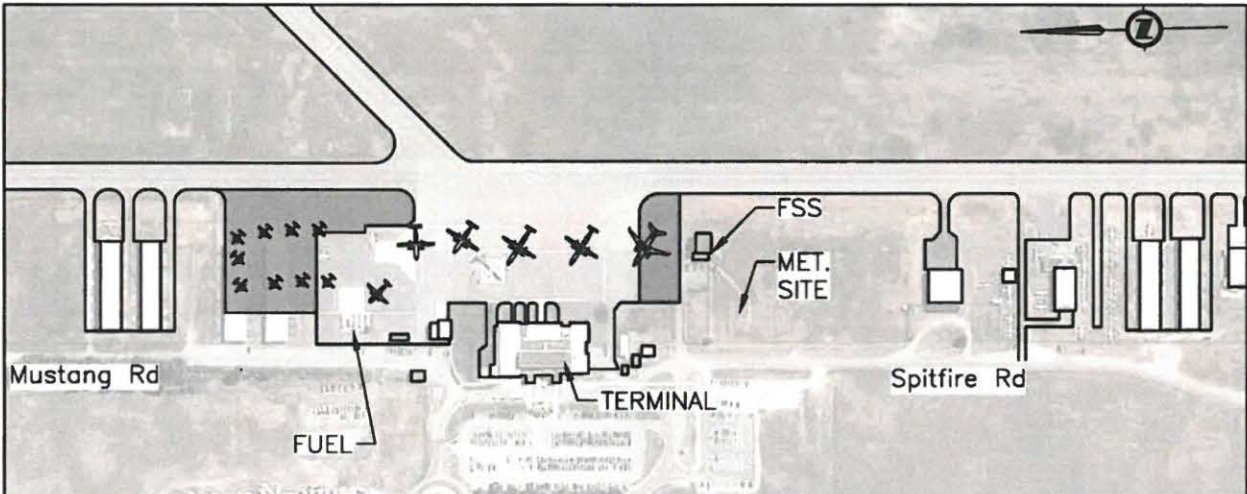 N
FSS
MET.
SITE
Mustang Rd
Spitfire Rd
TERMINAL
FUEL